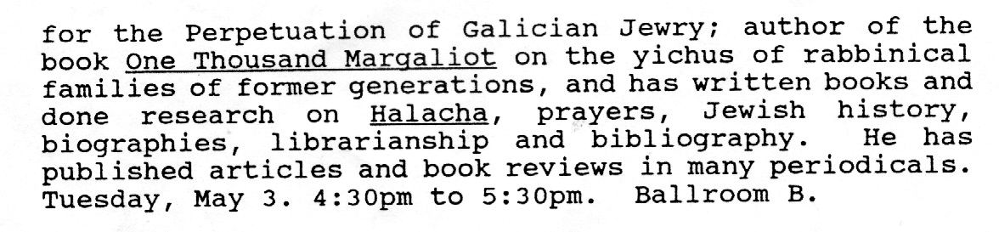 for the Perpetuation of Galician Jewry; author of the
book One Thousand Margaliot on the yichus of rabbinical
families of former generations, and has written books and
done research on Halacha, prayers, Jewish history,
biographies, librarianship and bibliography. He has
published articles and book reviews in many periodicals.
Tuesday, May 3. 4:30pm to 5:30pm. Ballroom B.